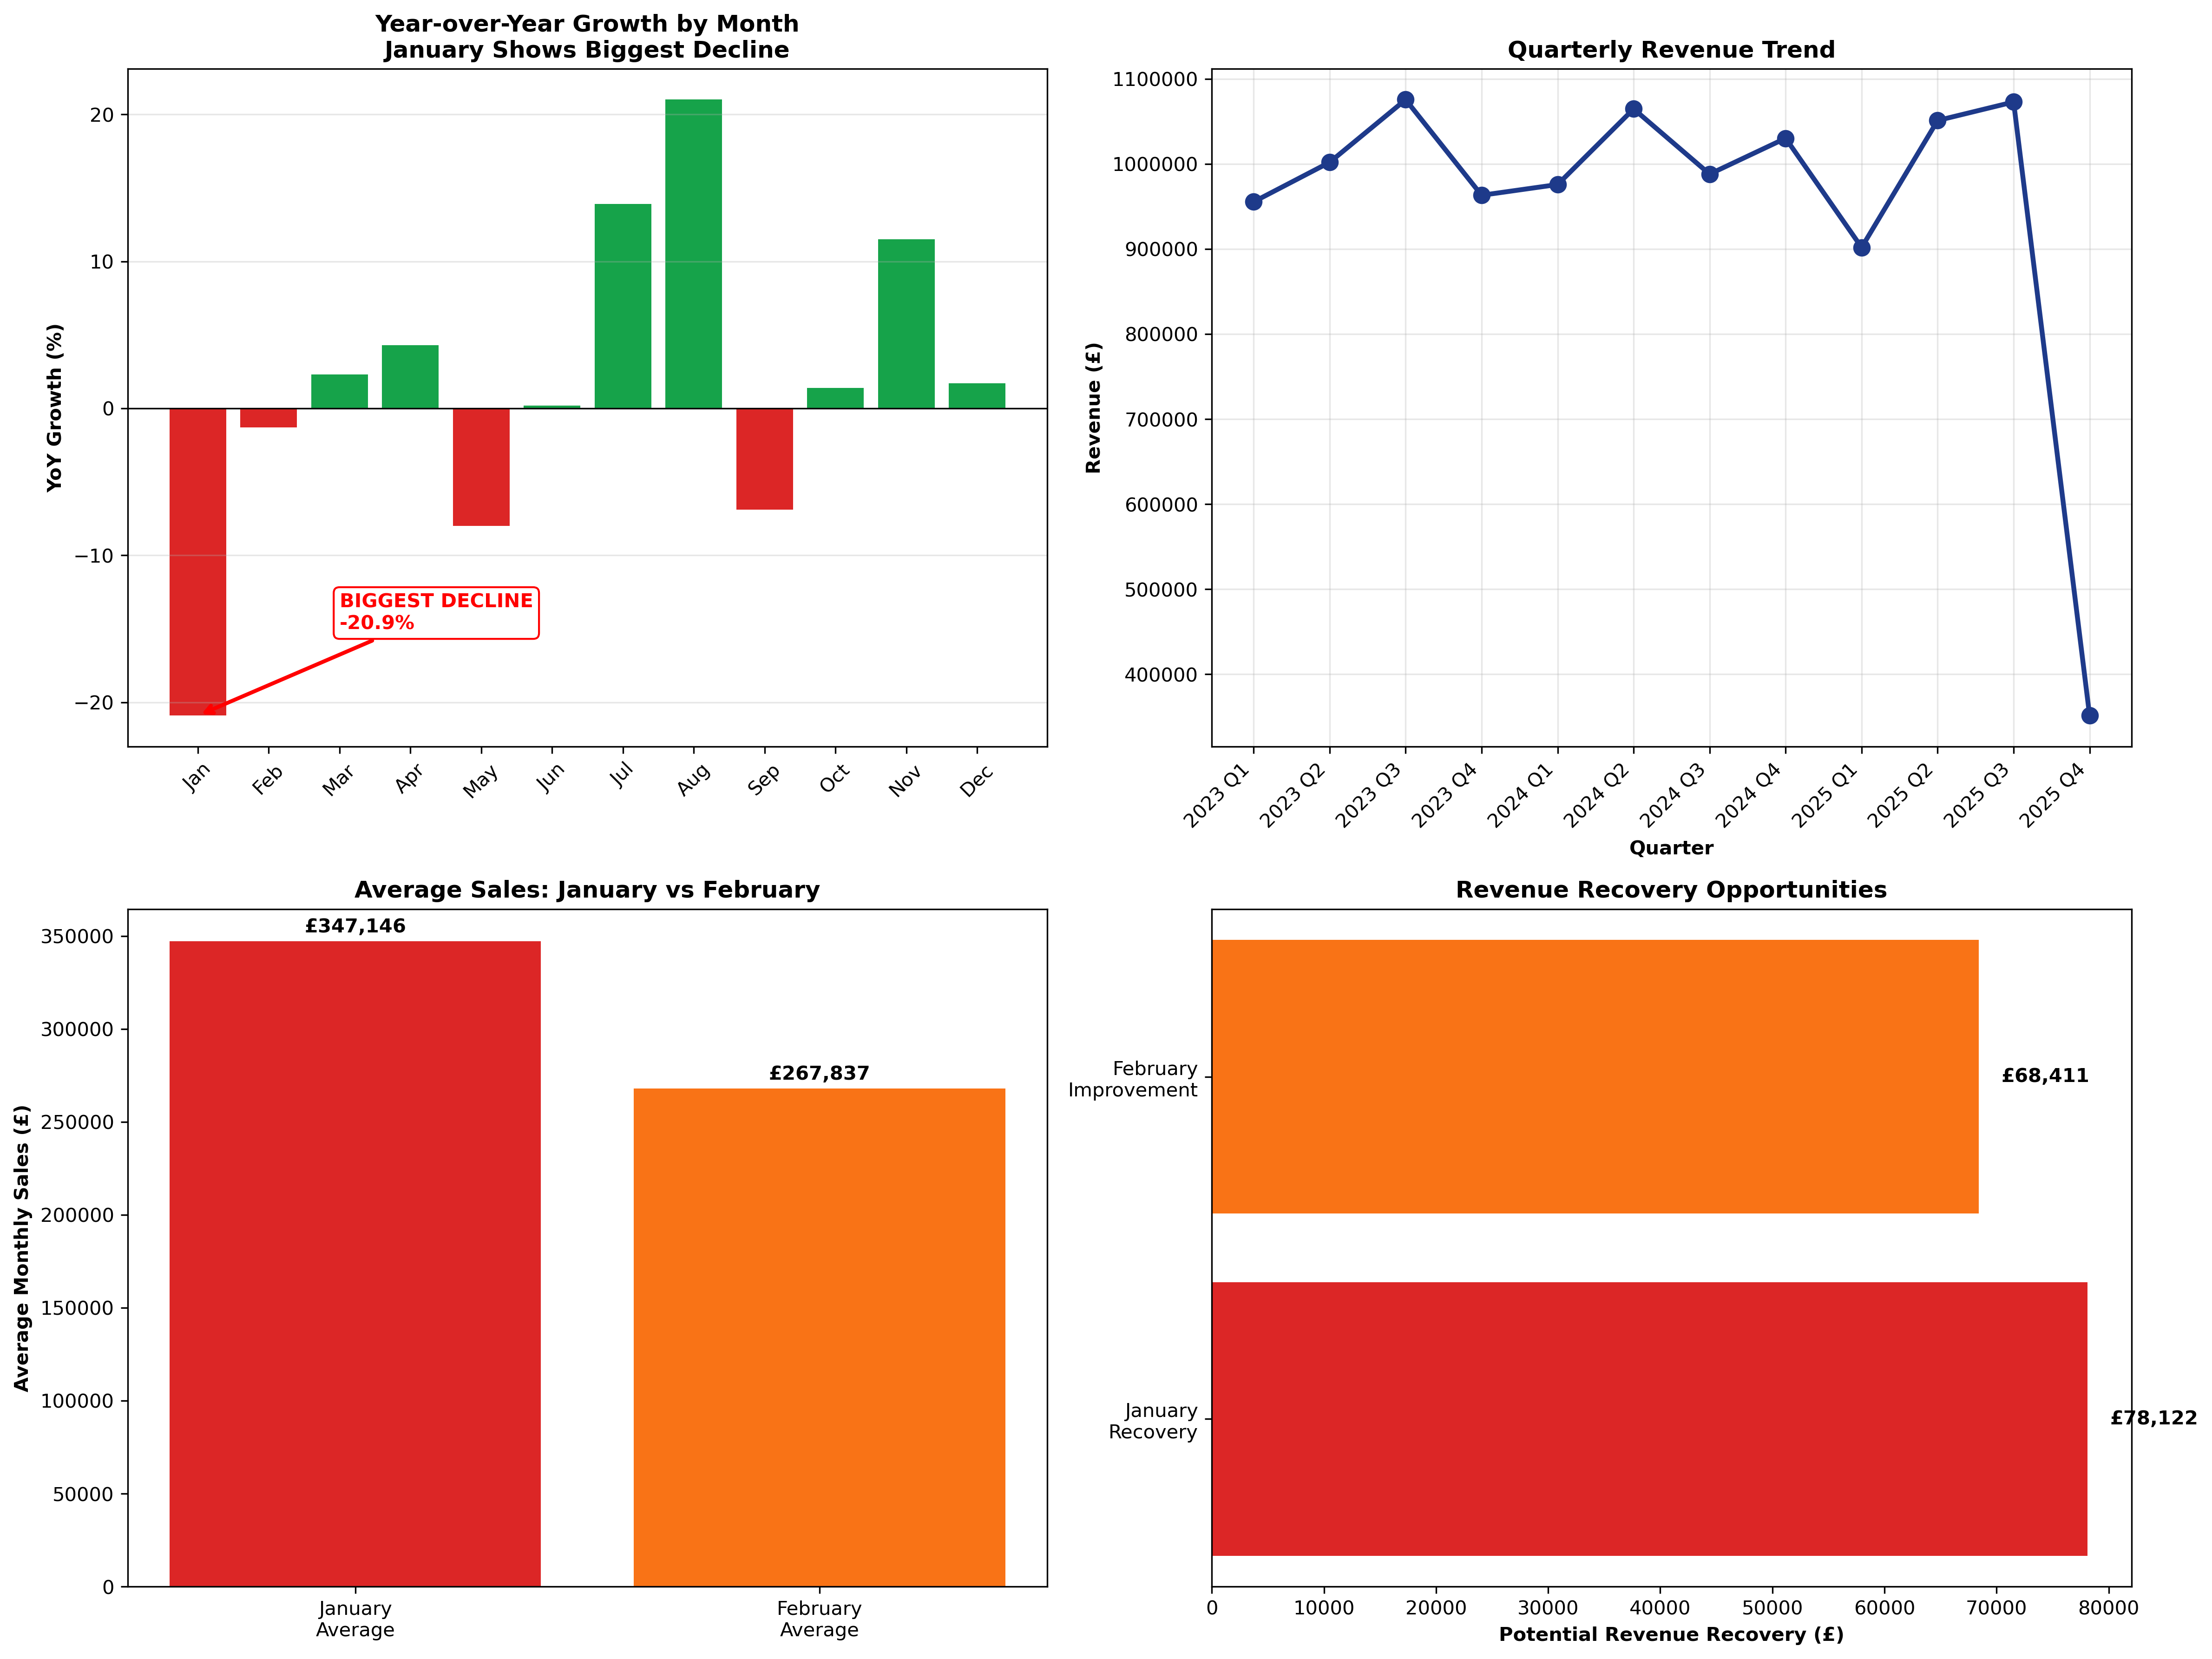 Year-over-Year Growth by Month
January Shows Biggest Decline
YoY Growth (%)
20
10
0
−10
−20
BIGGEST DECLINE
-20.9%
Jan
Feb
Mar
Apr
May
Jun
Jul
Aug
Sep
Oct
Nov
Dec
Quarterly Revenue Trend
Revenue (£)
1100000
1000000
900000
800000
700000
600000
500000
400000
2023 Q1
2023 Q2
2023 Q3
2023 Q4
2024 Q1
2024 Q2
2024 Q3
2024 Q4
2025 Q1
2025 Q2
2025 Q3
2025 Q4
Quarter
Average Sales: January vs February
Average Monthly Sales (£)
350000
300000
250000
200000
150000
100000
50000
0
£347,146
£267,837
January
Average
February
Average
Revenue Recovery Opportunities
February
Improvement
£68,411
January
Recovery
£78,122
0
10000
20000
30000
40000
50000
60000
70000
80000
Potential Revenue Recovery (£)